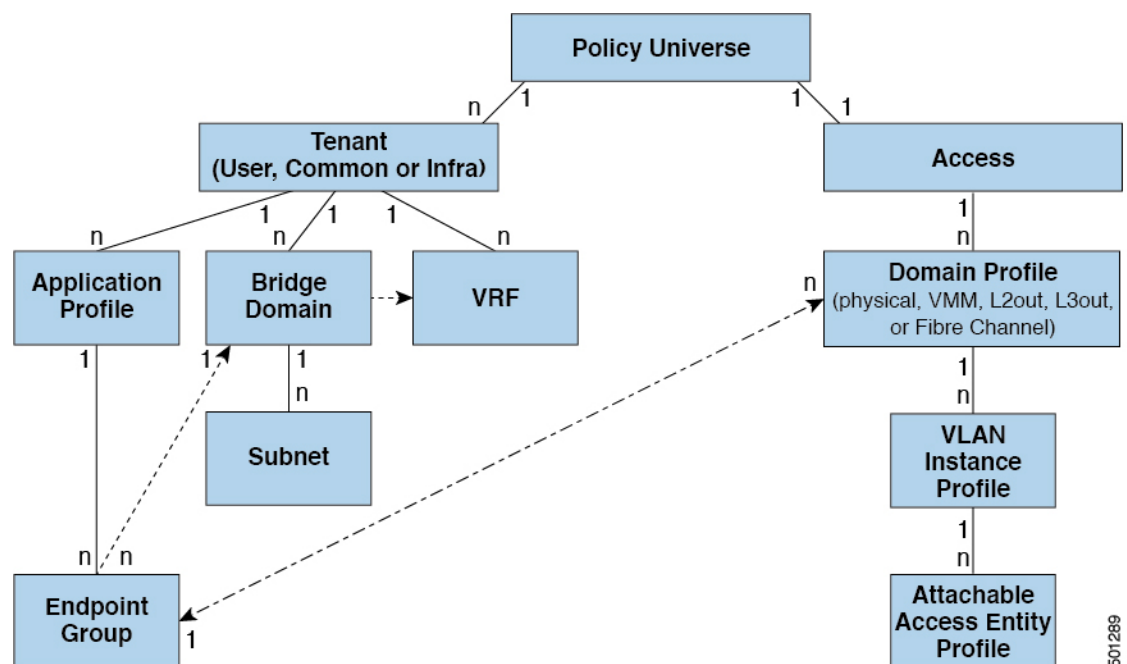 Policy Universe
1
1
n
1
Tenant
(User, Common or Infra)
Access
1
1
1
1
n
n
n
n
Application
Profile
Bridge
Domain
VRF
Domain Profile
(physical, VMM, L2out, L3out,
or Fibre Channel)
n
1
1
1
1
n
n
Subnet
VLAN
Instance
Profile
1
n
n
n
Endpoint
Group
1
Attachable
Access Entity
Profile
501289